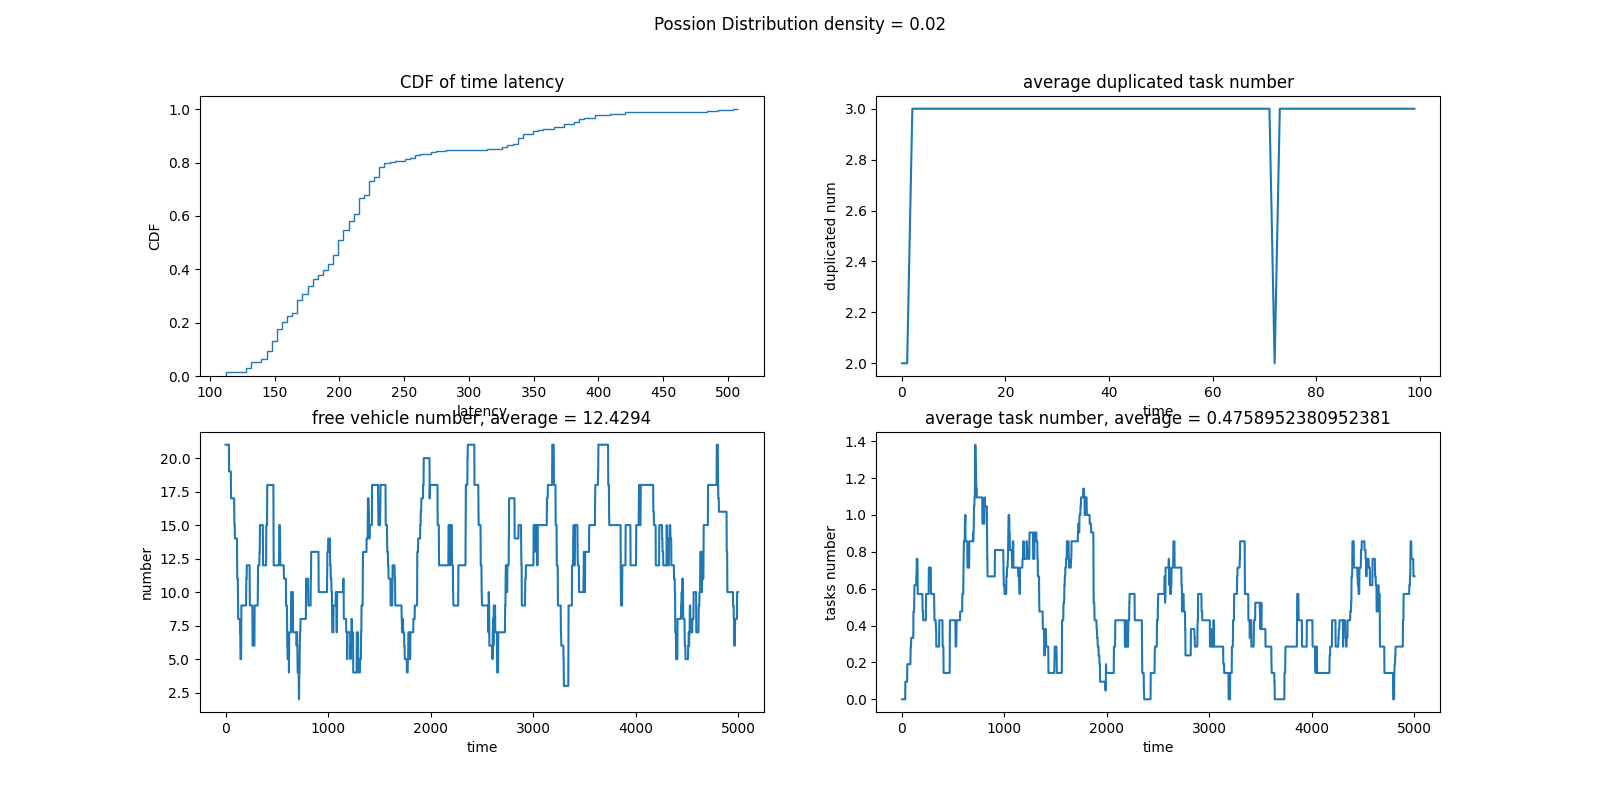 Possion Distribution density = 0.02
CDF of time latency
1.0
0.8
0.6
0.4
0.2
0.0
CDF
100 150 200 250 300 350 400 450 500
latency
average duplicated task number
3.0
2.8
2.6
2.4
2.2
2.0
duplicated num
0 20 40 60 80 100
time
free vehicle number, average = 12.4294
20.0
17.5
15.0
12.5
10.0
7.5
5.0
2.5
number
0 1000 2000 3000 4000 5000
time
average task number, average = 0.4758952380952381
1.4
1.2
1.0
0.8
0.6
0.4
0.2
0.0
tasks number
0 1000 2000 3000 4000 5000
time